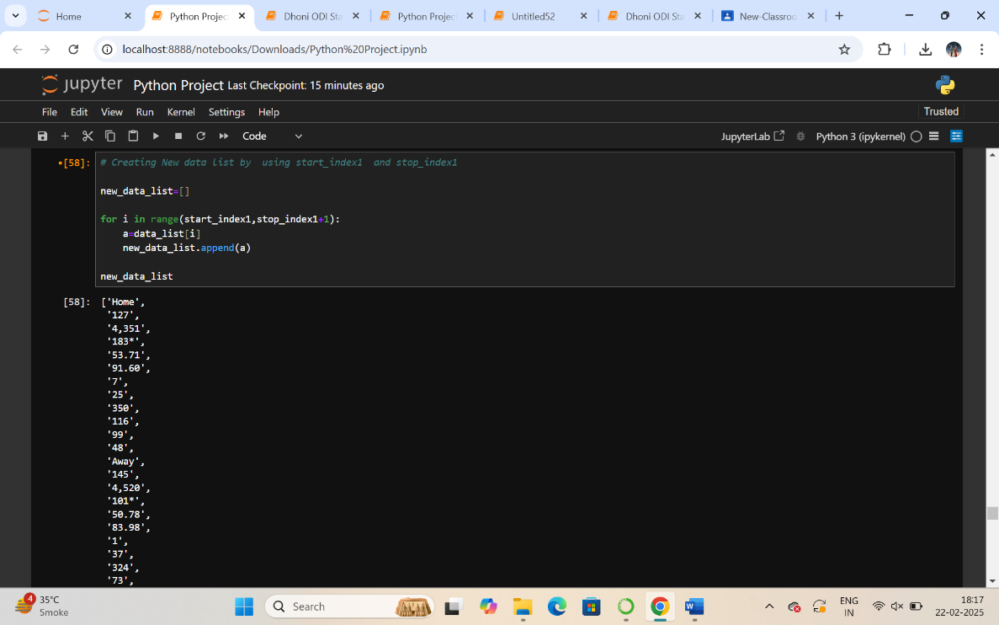 Home
Python Projec
Dhoni ODI Sta
Python Projec
Untitled52
Dhoni ODI Sta
New-Classroo
localhost:8888/notebooks/Downloads/Python%20Project.ipynb
jupyter Python Project Last Checkpoint: 15 minutes ago
File Edit View Run Kernel Settings Help
Trusted
Code
JupyterLab
Python 3 (ipykernel)
[58]: # Creating New data list by  using start_index1  and stop_index1
new_data_list=[]
for i in range(start_index1,stop_index1+1):
    a=data_list[i]
    new_data_list.append(a)
new_data_list
[58]: ['Home',
'127',
'4,351',
'183*',
'53.71',
'91.60',
'7',
'25',
'350',
'116',
'99',
'48',
'Away',
'145',
'4,520',
'101*',
'50.78',
'83.98',
'1',
'37',
'324',
'73',
4
35°C
Smoke
Search
W
ENG
IN
18:17
22-02-2025